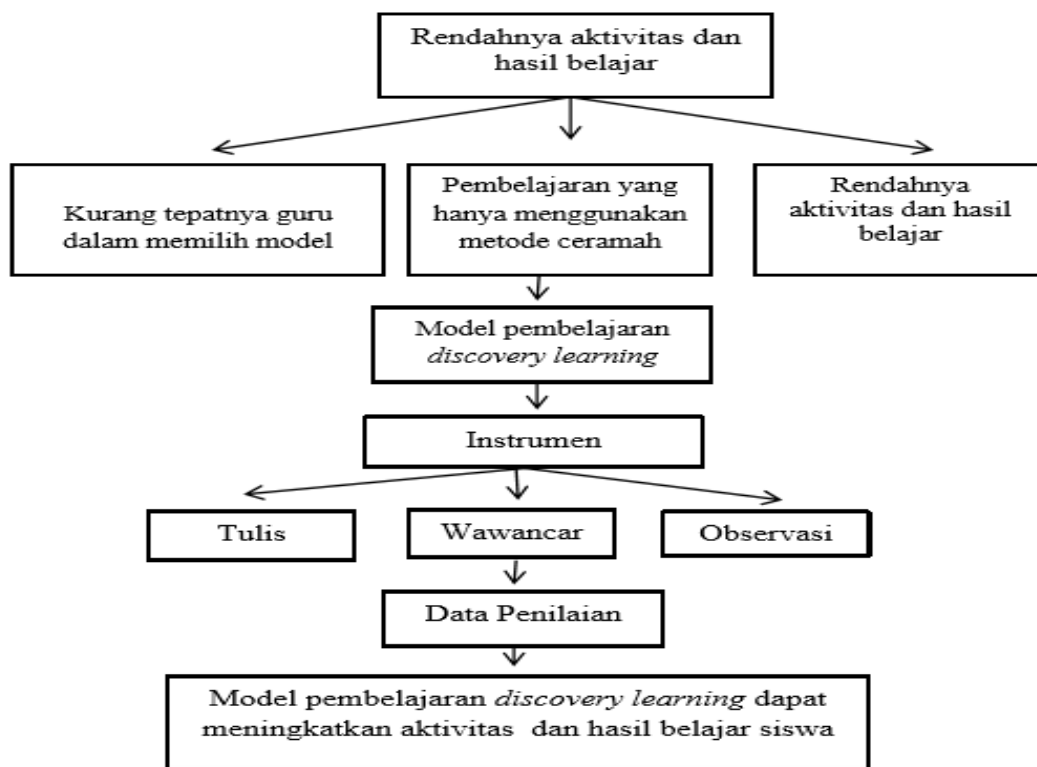 Rendahnya aktivitas dan
hasil belajar
Kurang tepatnya guru
dalam memilih model
Pembelajaran yang
hanya menggunakan
metode ceramah
Rendahnya
aktivitas dan hasil
belajar
Model pembelajaran
discovery learning
Instrumen
Tulis
Wawancar
Observasi
Data Penilaian
Model pembelajaran discovery learning dapat
meningkatkan aktivitas dan hasil belajar siswa